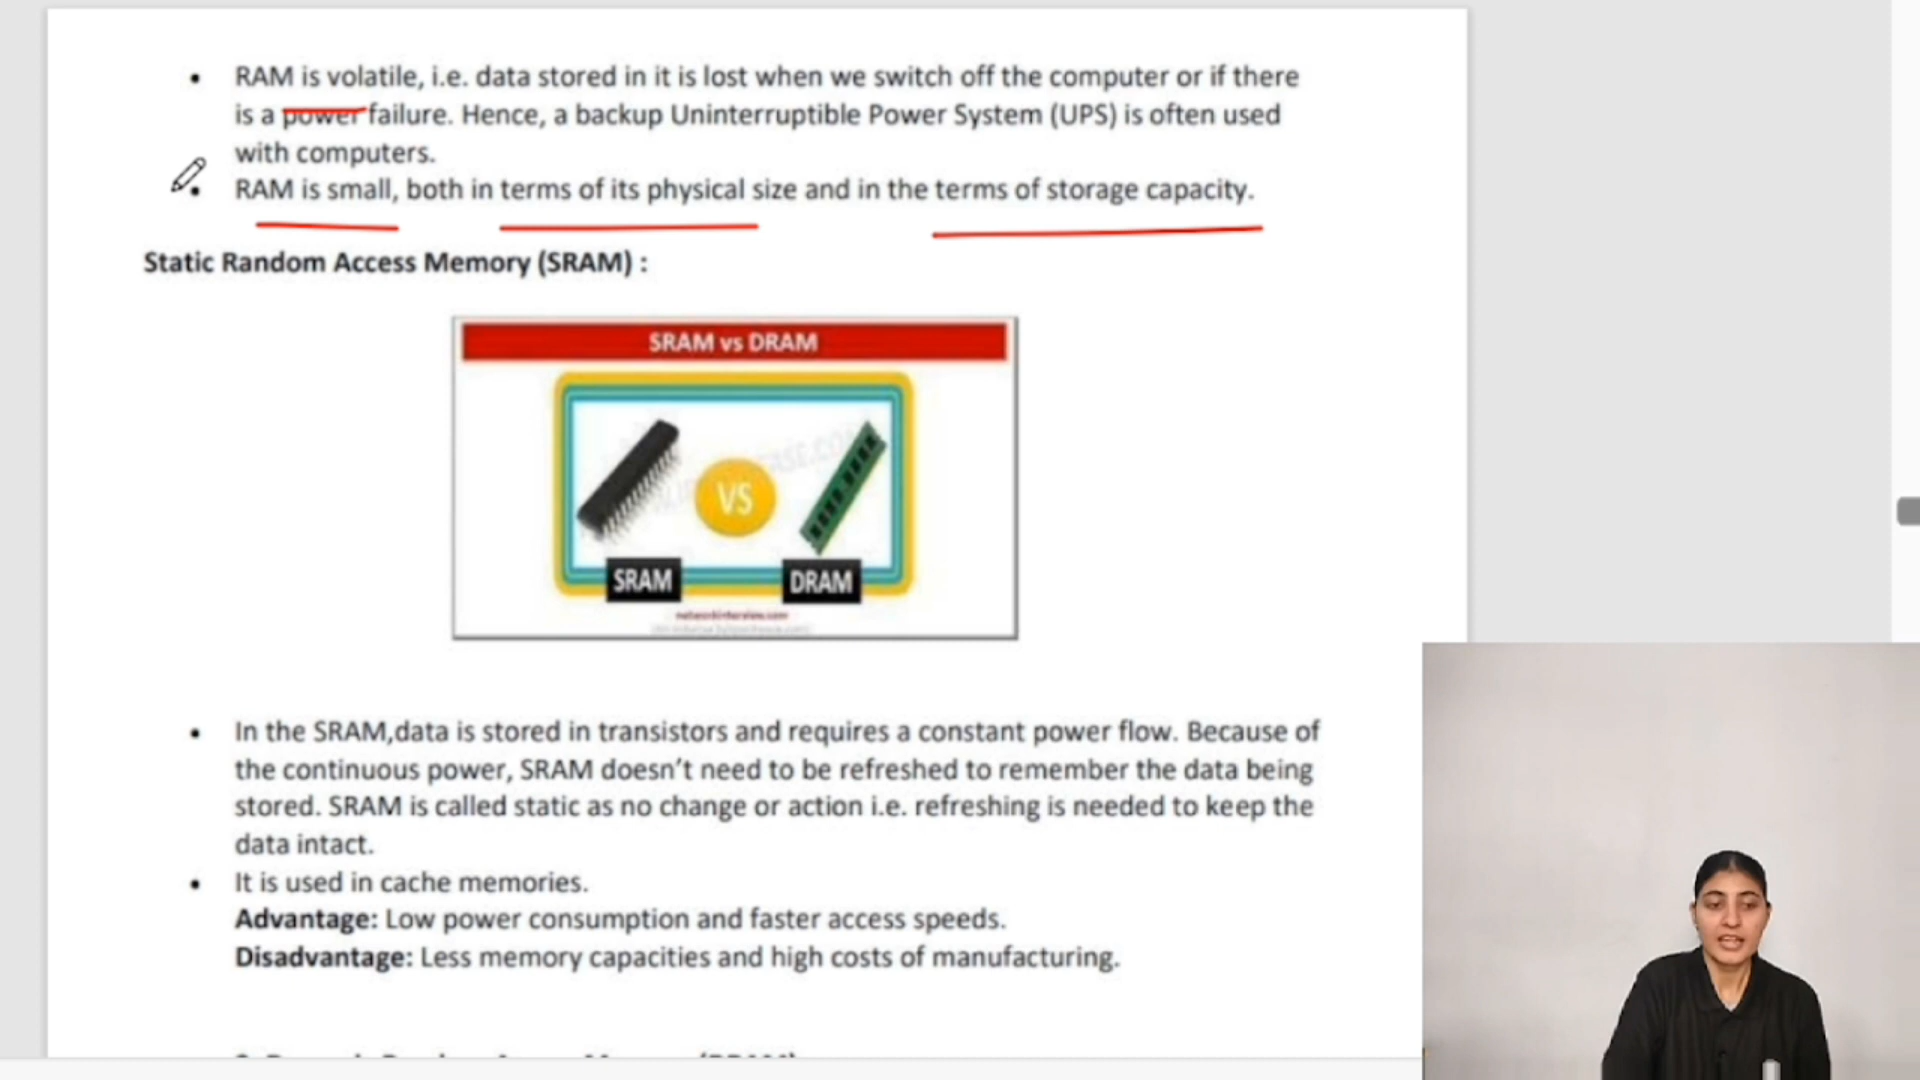 RAM is volatile, i.e. data stored in it is lost when we switch off the computer or if there
is a power failure. Hence, a backup Uninterruptible Power System (UPS) is often used
with computers.
RAM is small, both in terms of its physical size and in the terms of storage capacity.
Static Random Access Memory (SRAM) :
SRAM vs DRAM
VS
SRAM
DRAM
networkinterview.com
In the SRAM,data is stored in transistors and requires a constant power flow. Because of
the continuous power, SRAM doesn't need to be refreshed to remember the data being
stored. SRAM is called static as no change or action i.e. refreshing is needed to keep the
data intact.
It is used in cache memories.
Advantage: Low power consumption and faster access speeds.
Disadvantage: Less memory capacities and high costs of manufacturing.